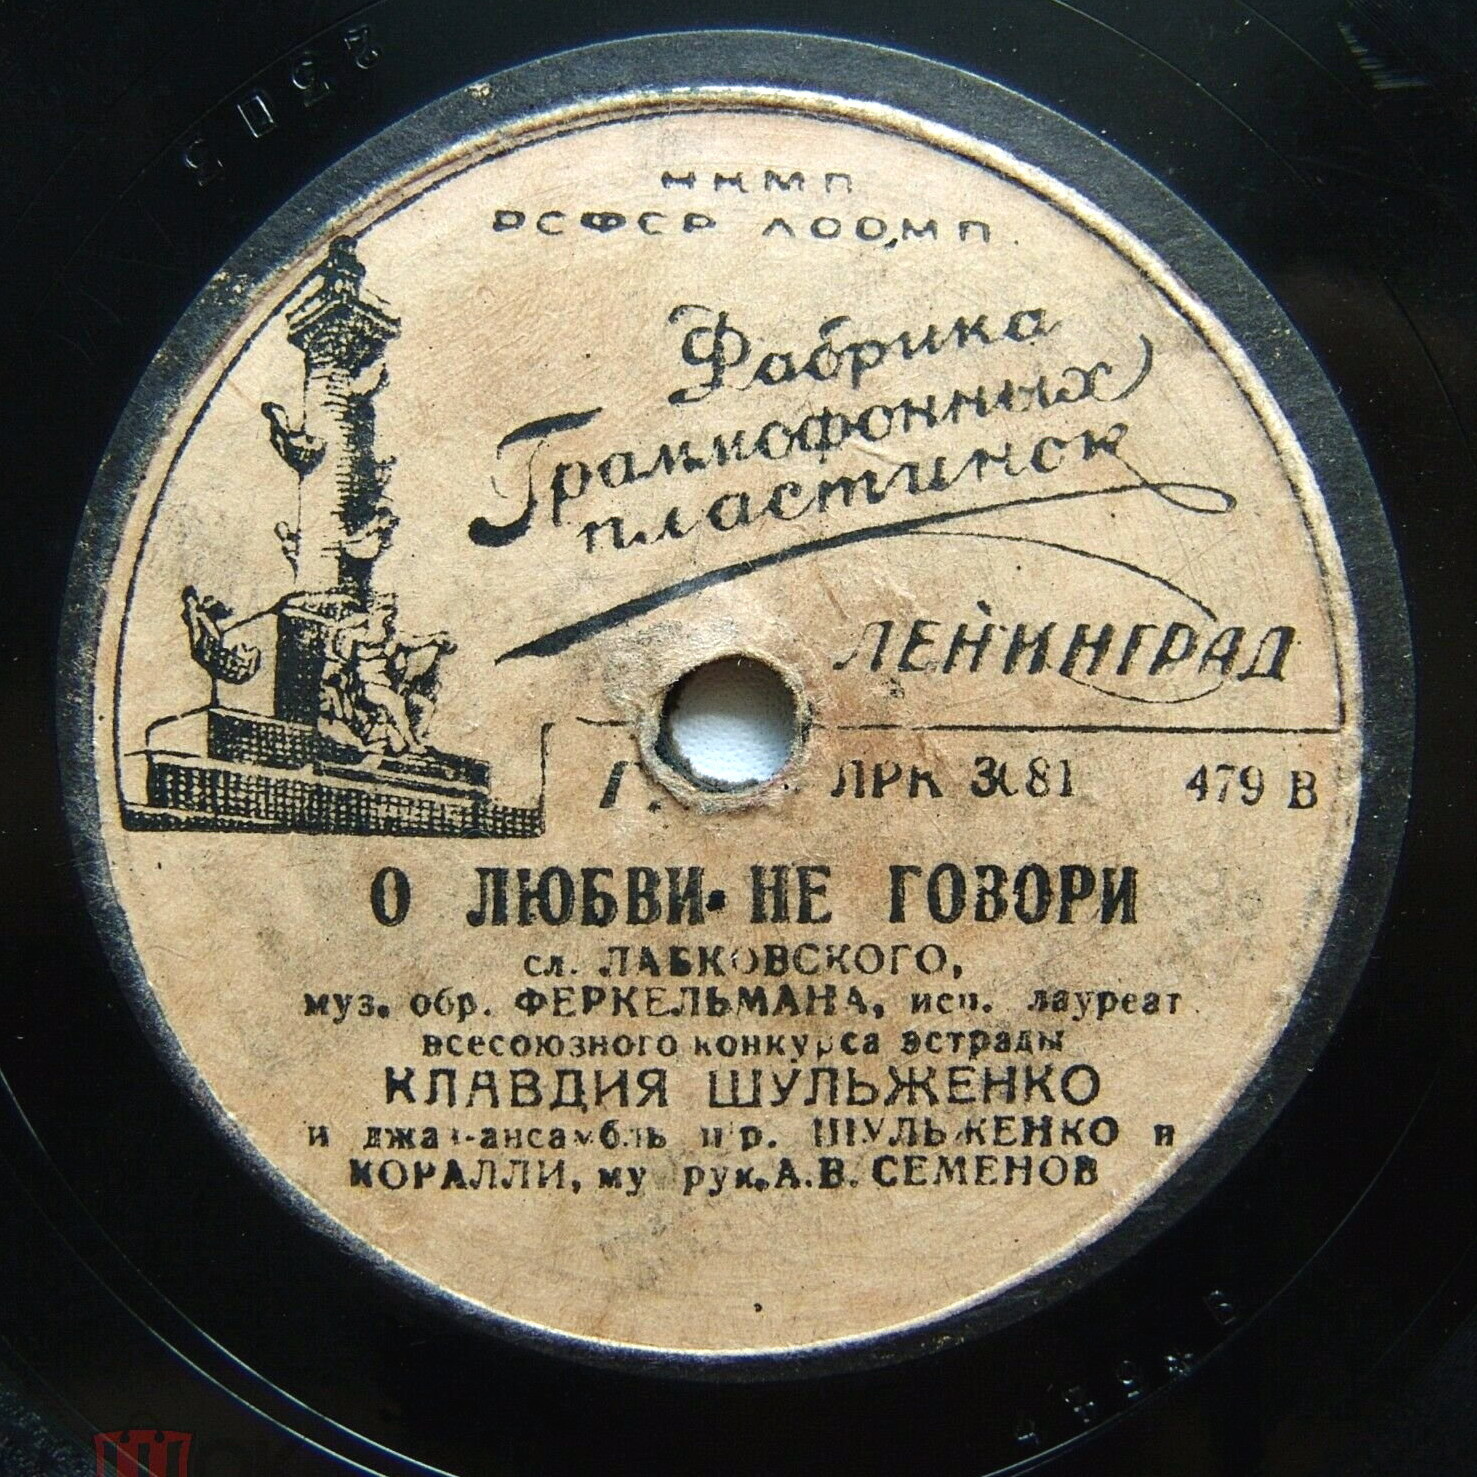 НКМП
РСФСР ЛООМП
Фабрика
Граммофонных
пластинок
ЛЕНИНГРАД
ЛРК 3081 479 В
О ЛЮБВИ НЕ ГОВОРИ
сл. ЛАБКОВСКОГО,
муз. обр. ФЕРКЕЛЬМАНА, исп. лауреат
всесоюзного конкурса эстрады
КЛАВДИЯ ШУЛЬЖЕНКО
и джаз-ансамбль п/р. ШУЛЬЖЕНКО и
КОРАЛЛИ, му рук. А.В. СЕМЕНОВ